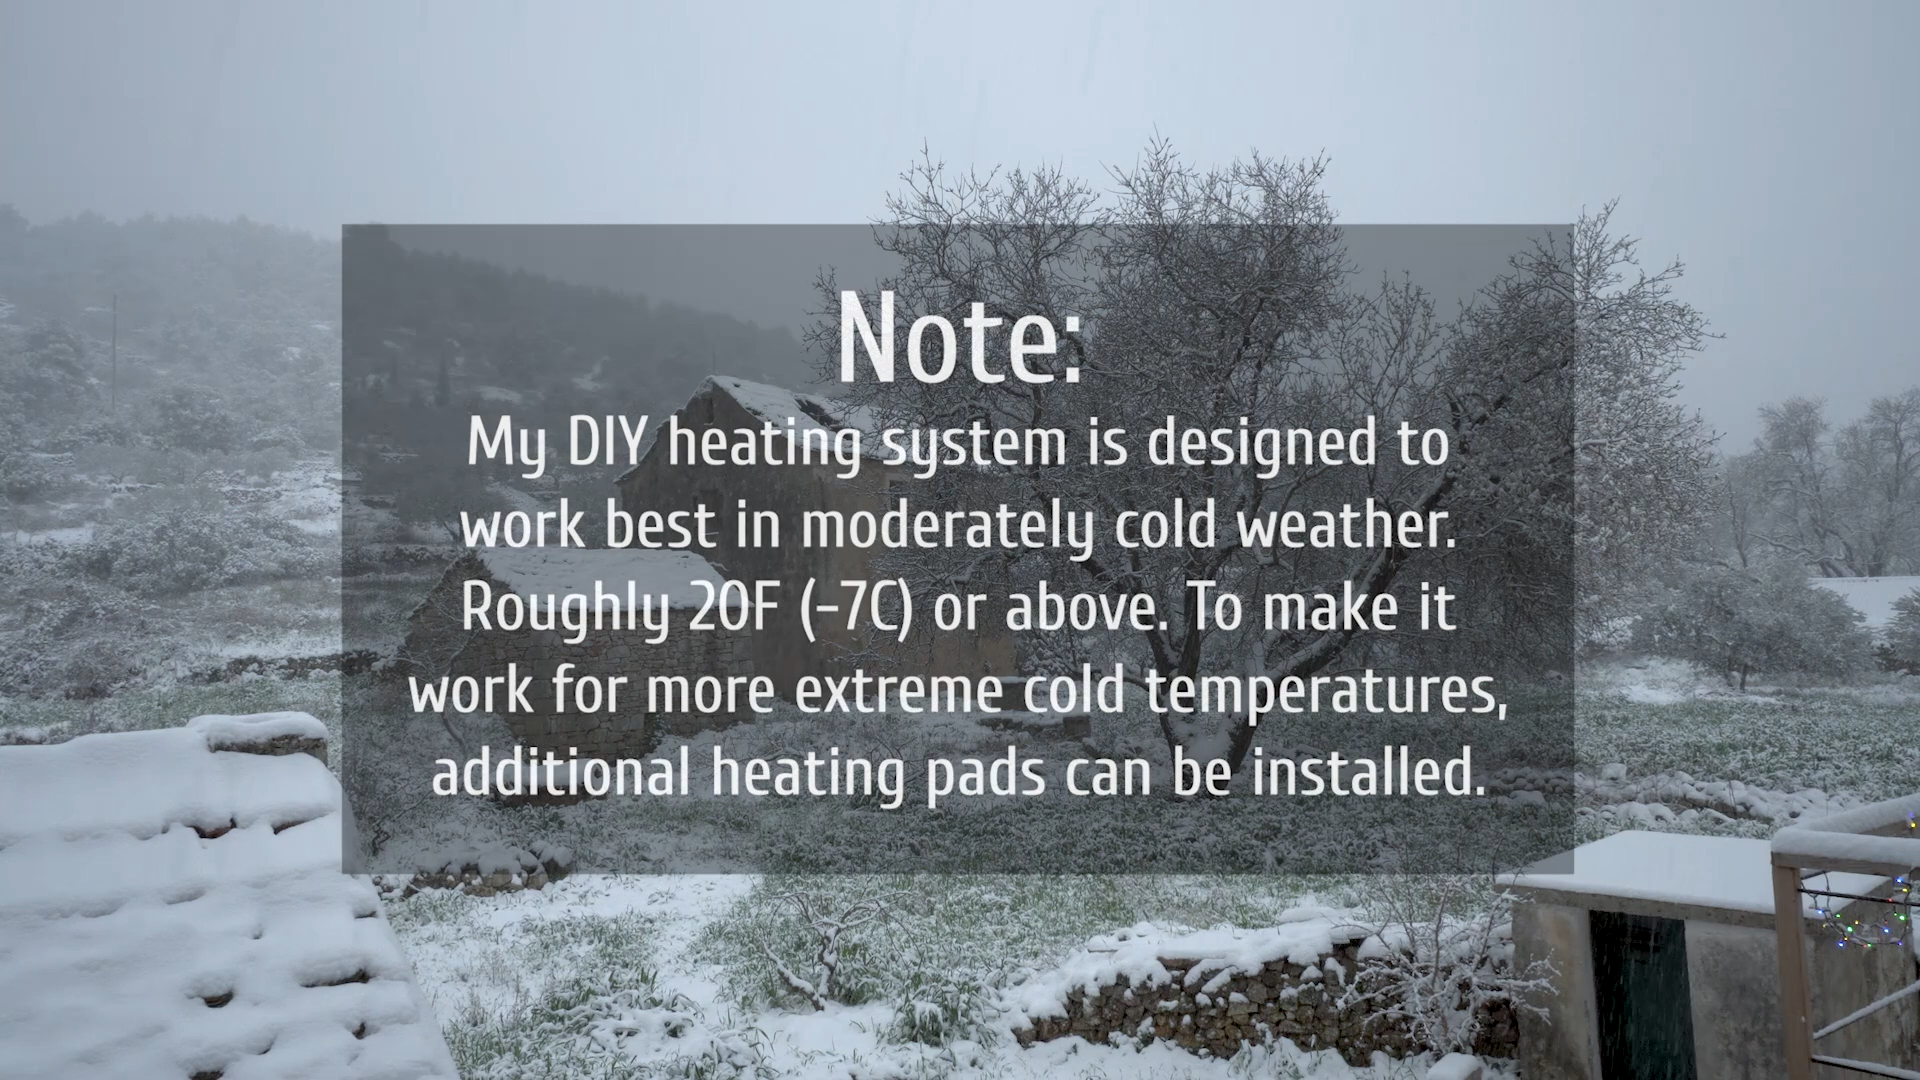 Note:
My DIY heating system is designed to
work best in moderately cold weather.
Roughly 20F (-7C) or above. To make it
work for more extreme cold temperatures,
additional heating pads can be installed.